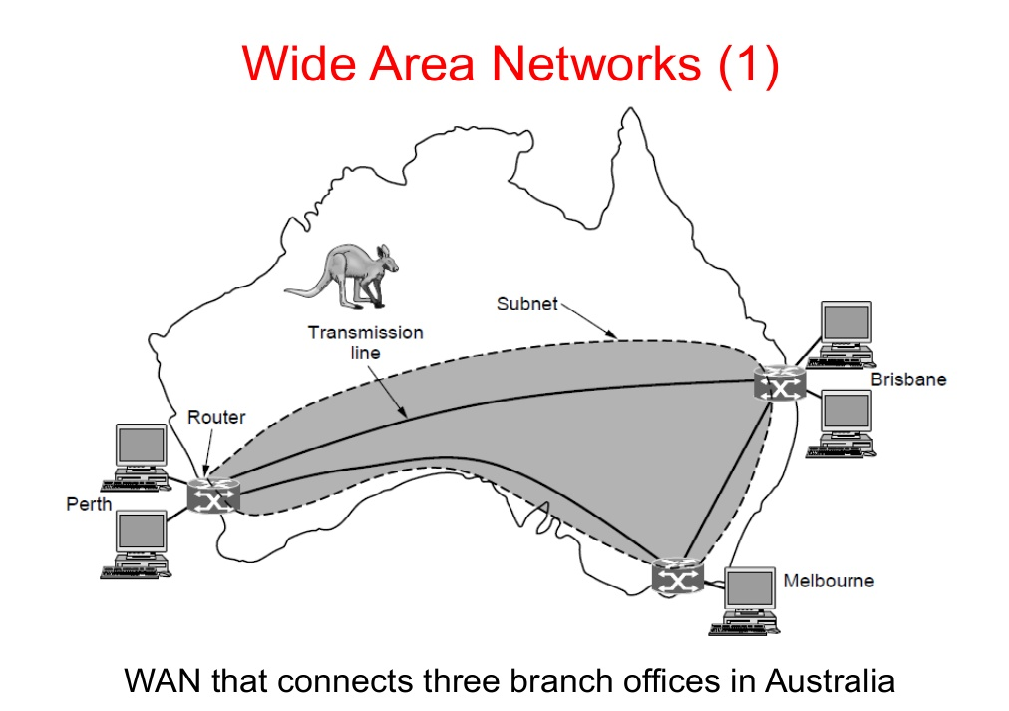 Wide Area Networks (1)
Subnet
Transmission
line
Brisbane
Router
Perth
Melbourne
WAN that connects three branch offices in Australia